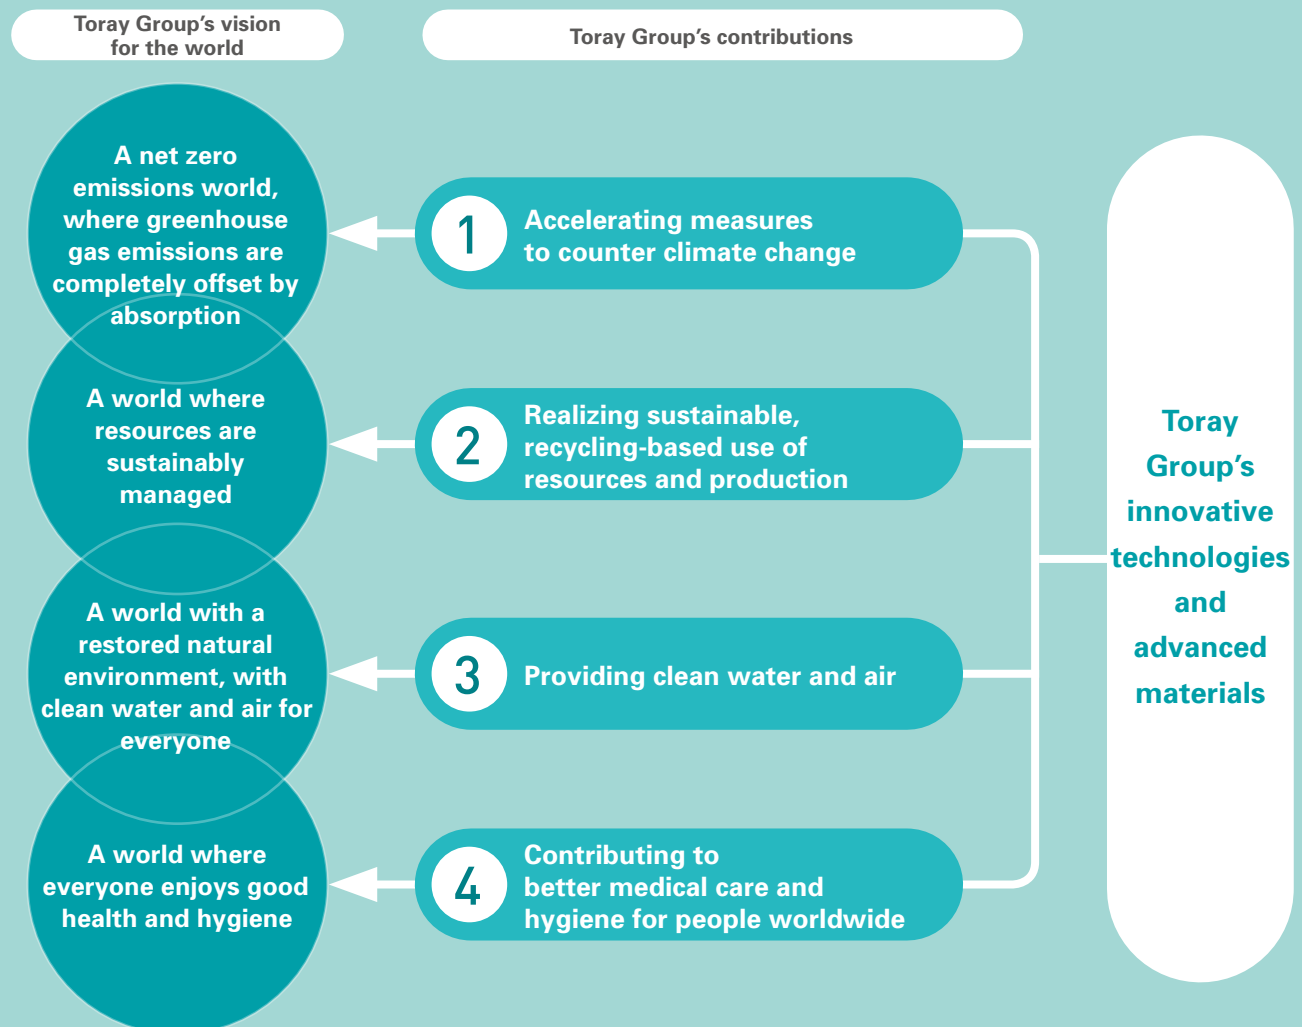 Toray Group’s vision
for the world
Toray Group’s contributions
A net zero
emissions world,
where greenhouse
gas emissions are
completely offset by
absorption
1
Accelerating measures
to counter climate change
A world where
resources are
sustainably
managed
2
Realizing sustainable,
recycling-based use of
resources and production
A world with a
restored natural
environment, with
clean water and air for
everyone
3
Providing clean water and air
A world where
everyone enjoys good
health and hygiene
4
Contributing to
better medical care and
hygiene for people worldwide
Toray
Group’s
innovative
technologies
and
advanced
materials